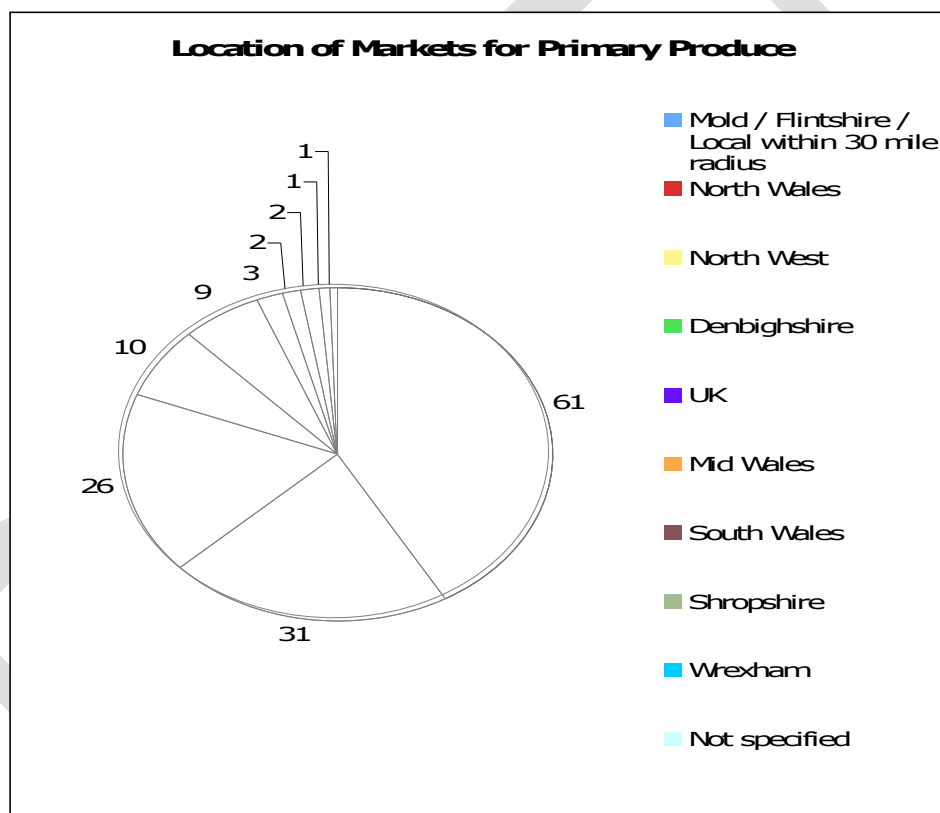 Location of Markets for Primary Produce
1
1
2
2
3
9
10
26
31
61
Mold / Flintshire /
Local within 30 mile
radius
North Wales
North West
Denbighshire
UK
Mid Wales
South Wales
Shropshire
Wrexham
Not specified